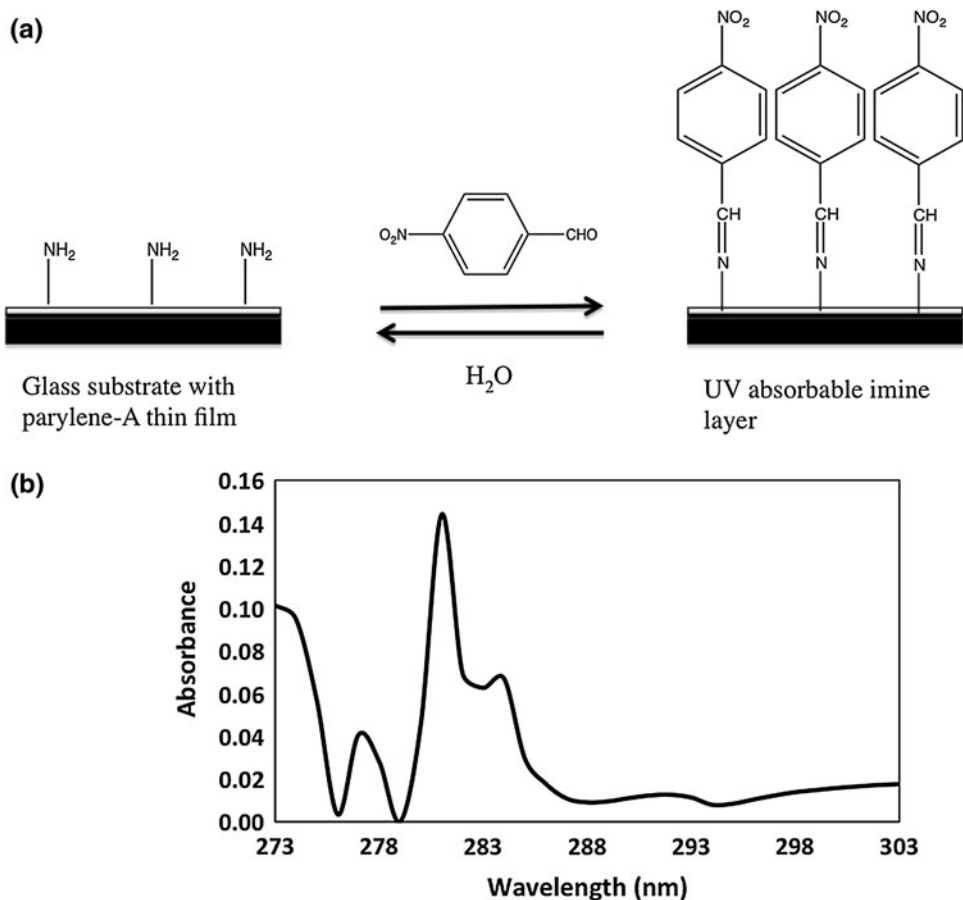 (a)
NO₂ NO₂ NO₂
O₂N CHO
CH CH CH
NH₂ NH₂ NH₂
N N N
H₂O
Glass substrate with
parylene-A thin film
UV absorbable imine
layer
(b)
Absorbance
0.16
0.14
0.12
0.10
0.08
0.06
0.04
0.02
0.00
273 278 283 288 293 298 303
Wavelength (nm)